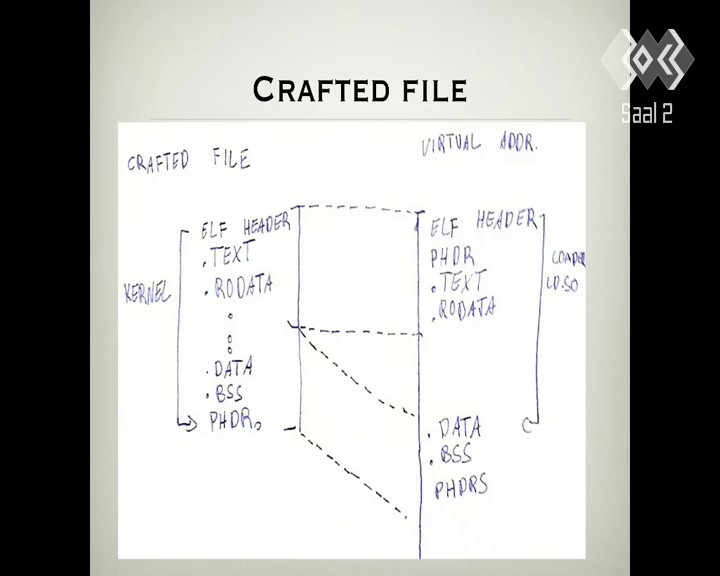 CRAFTED FILE
Saal 2
CRAFTED FILE
VIRTUAL ADDR.
KERNEL
ELF HEADER
.TEXT
.RODATA
.DATA
.BSS
PHDR.
ELF HEADER
PHDR
.TEXT
.RODATA
.DATA
.BSS
PHDRS
LOADER
LD.SO